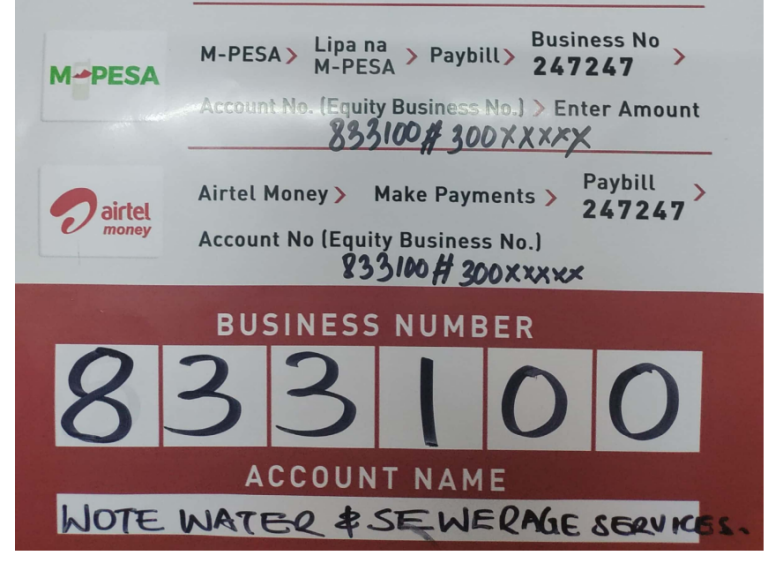 M-PESA
M-PESA > Lipa na M-PESA > Paybill > Business No 247247 >
Account No. (Equity Business No.) > Enter Amount
833100# 300XXXXX
airtel money
Airtel Money > Make Payments > Paybill 247247 >
Account No (Equity Business No.)
833100# 300XXXXX
BUSINESS NUMBER
833100
ACCOUNT NAME
WOTE WATER & SEWERAGE SERVICES.